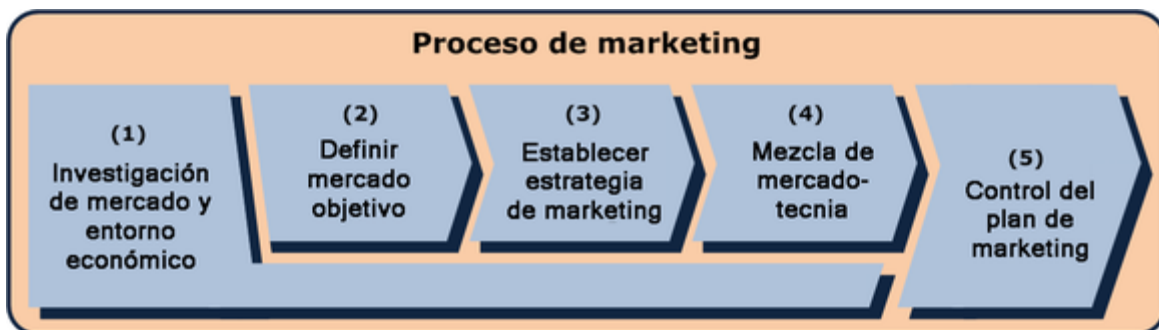 Proceso de marketing
(1)
Investigación
de mercado y
entorno
económico
(2)
Definir
mercado
objetivo
(3)
Establecer
estrategia
de marketing
(4)
Mezcla de
mercado-
tecnia
(5)
Control del
plan de
marketing